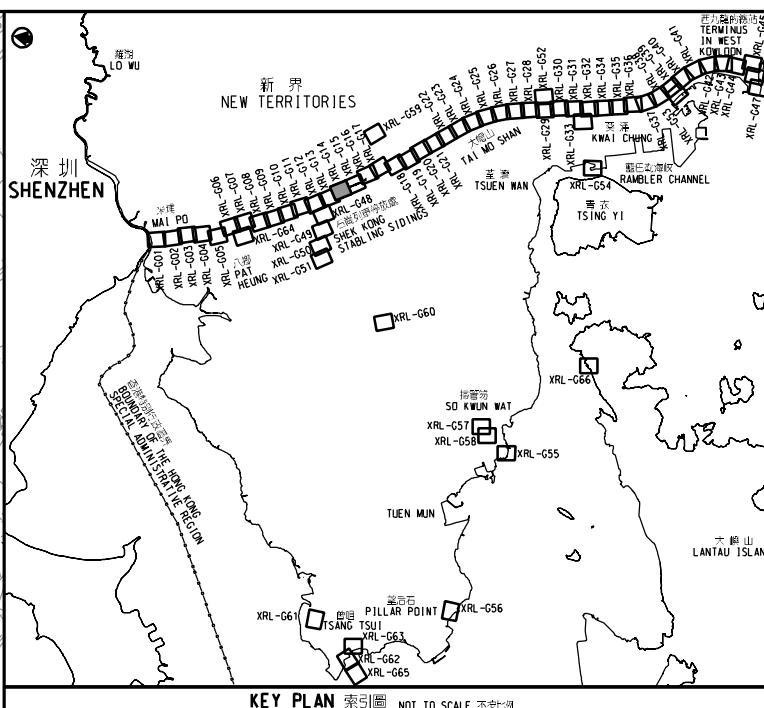 羅湖
LO WU
新界
NEW TERRITORIES
深圳
SHENZHEN
米埔
MAI PO
XRL-G01
XRL-G02
XRL-G03
XRL-G04
XRL-G05
XRL-G06
XRL-G07
XRL-G08
XRL-G09
XRL-G10
XRL-G11
XRL-G12
XRL-G13
XRL-G14
XRL-G15
XRL-G16
XRL-G17
XRL-G59
XRL-G64
八鄉
PAT
HEUNG
XRL-G48
XRL-G49
XRL-G50
XRL-G51
石崗列車停放處
SHEK KONG
STABLING SIDINGS
XRL-G18
XRL-G19
XRL-G20
XRL-G21
XRL-G22
XRL-G23
XRL-G24
XRL-G25
XRL-G26
XRL-G27
XRL-G28
XRL-G52
大帽山
TAI MO SHAN
XRL-G29
XRL-G30
XRL-G31
XRL-G32
XRL-G33
XRL-G34
XRL-G35
XRL-G36
葵涌
KWAI CHUNG
XRL-G37
XRL-G38
XRL-G39
XRL-G40
XRL-G41
XRL-G53
XRL-G42
XRL-G43
XRL-G44
XRL-G45
XRL-G47
西九龍的總站
TERMINUS
IN WEST
KOWLOON
荃灣
TSUEN WAN
藍巴勒海峽
RAMBLER CHANNEL
XRL-G54
青衣
TSING YI
XRL-G60
XRL-G66
掃管笏
SO KWUN WAT
XRL-G57
XRL-G58
XRL-G55
香港特別行政區界
BOUNDARY OF THE HONG KONG
SPECIAL ADMINISTRATIVE REGION
TUEN MUN
大嶼山
LANTAU ISLAN
望后石
PILLAR POINT
XRL-G56
XRL-G61
曾咀
TSANG TSUI
XRL-G63
XRL-G62
XRL-G65
KEY PLAN 索引圖 NOT TO SCALE